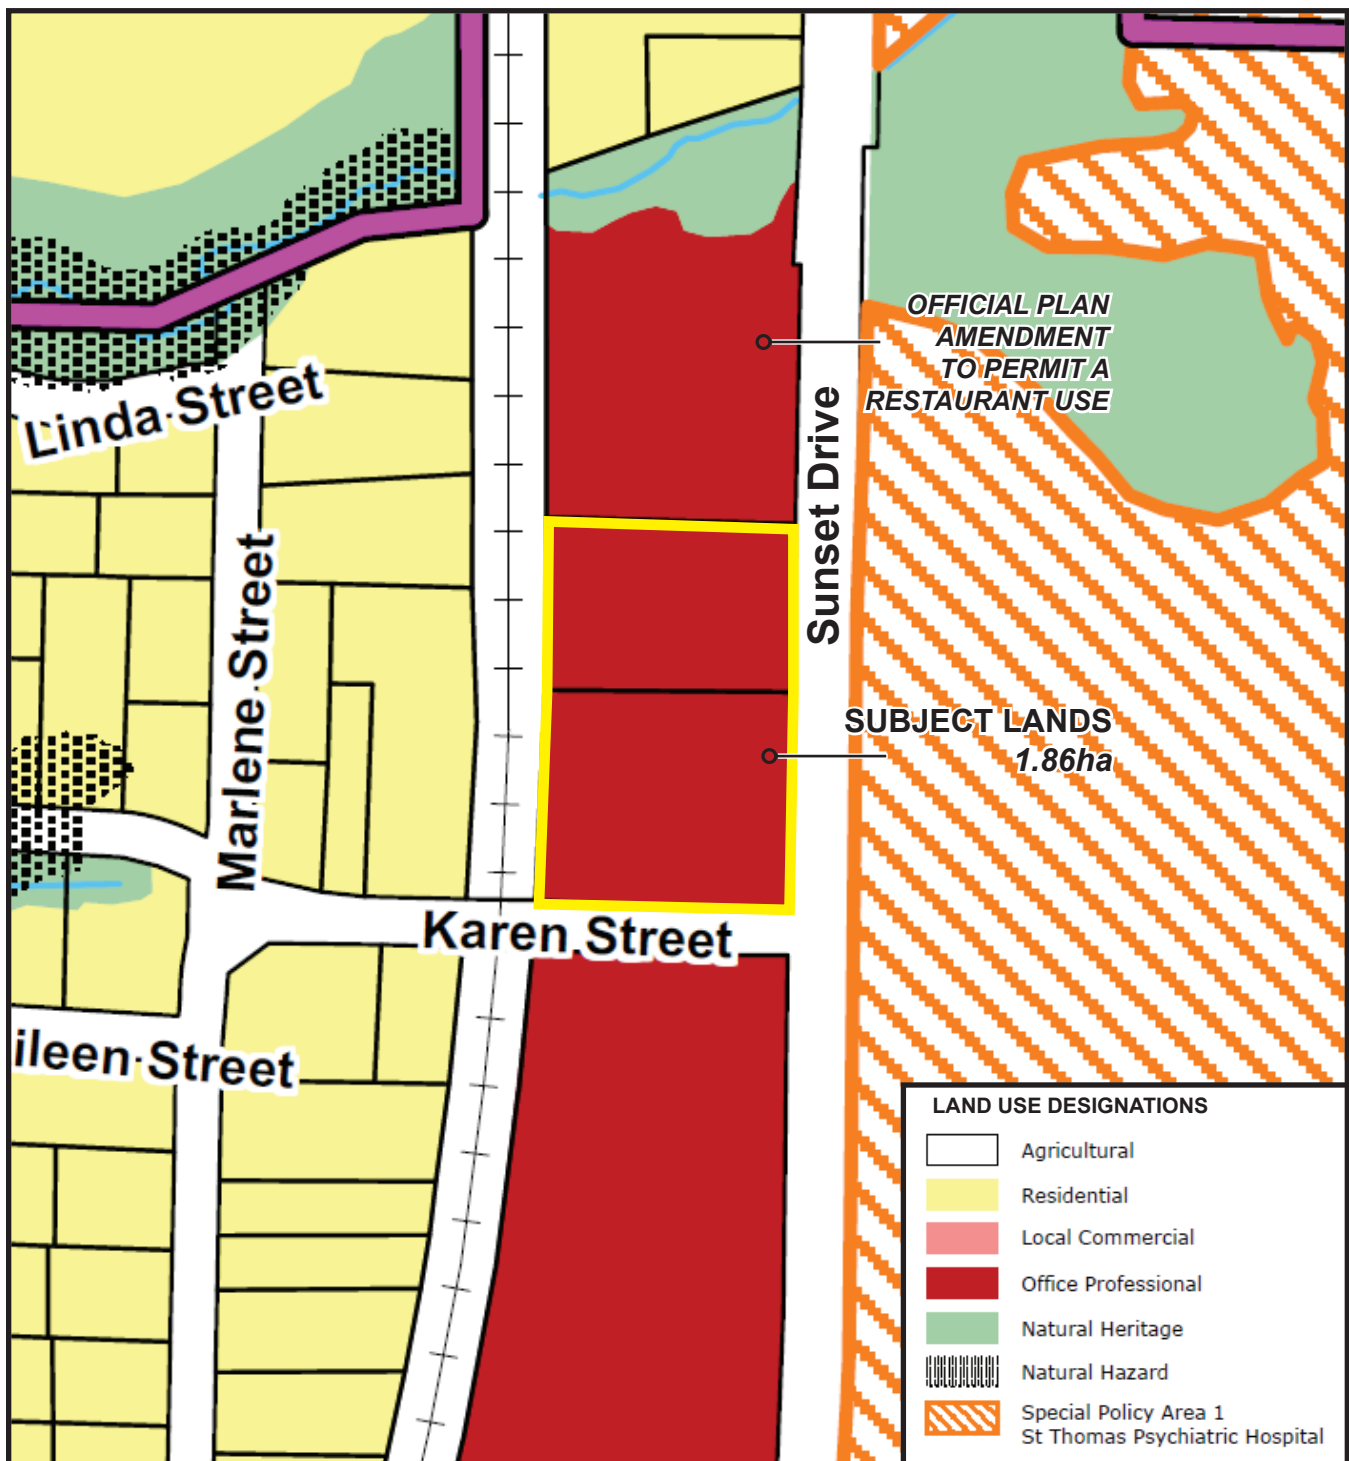 OFFICIAL PLAN
AMENDMENT
TO PERMIT A
RESTAURANT USE
Linda Street
Sunset Drive
Marlene Street
SUBJECT LANDS
1.86ha
Karen Street
ileen Street
LAND USE DESIGNATIONS
Agricultural
Residential
Local Commercial
Office Professional
Natural Heritage
Natural Hazard
Special Policy Area 1
St Thomas Psychiatric Hospital